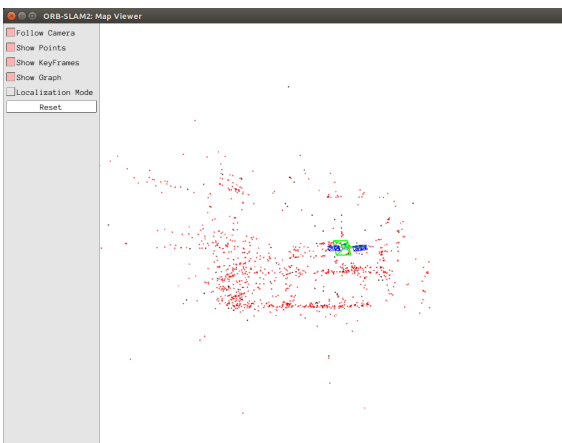 ORB-SLAM2: Map Viewer
Follow Camera
Show Points
Show KeyFrames
Show Graph
Localization Mode
Reset